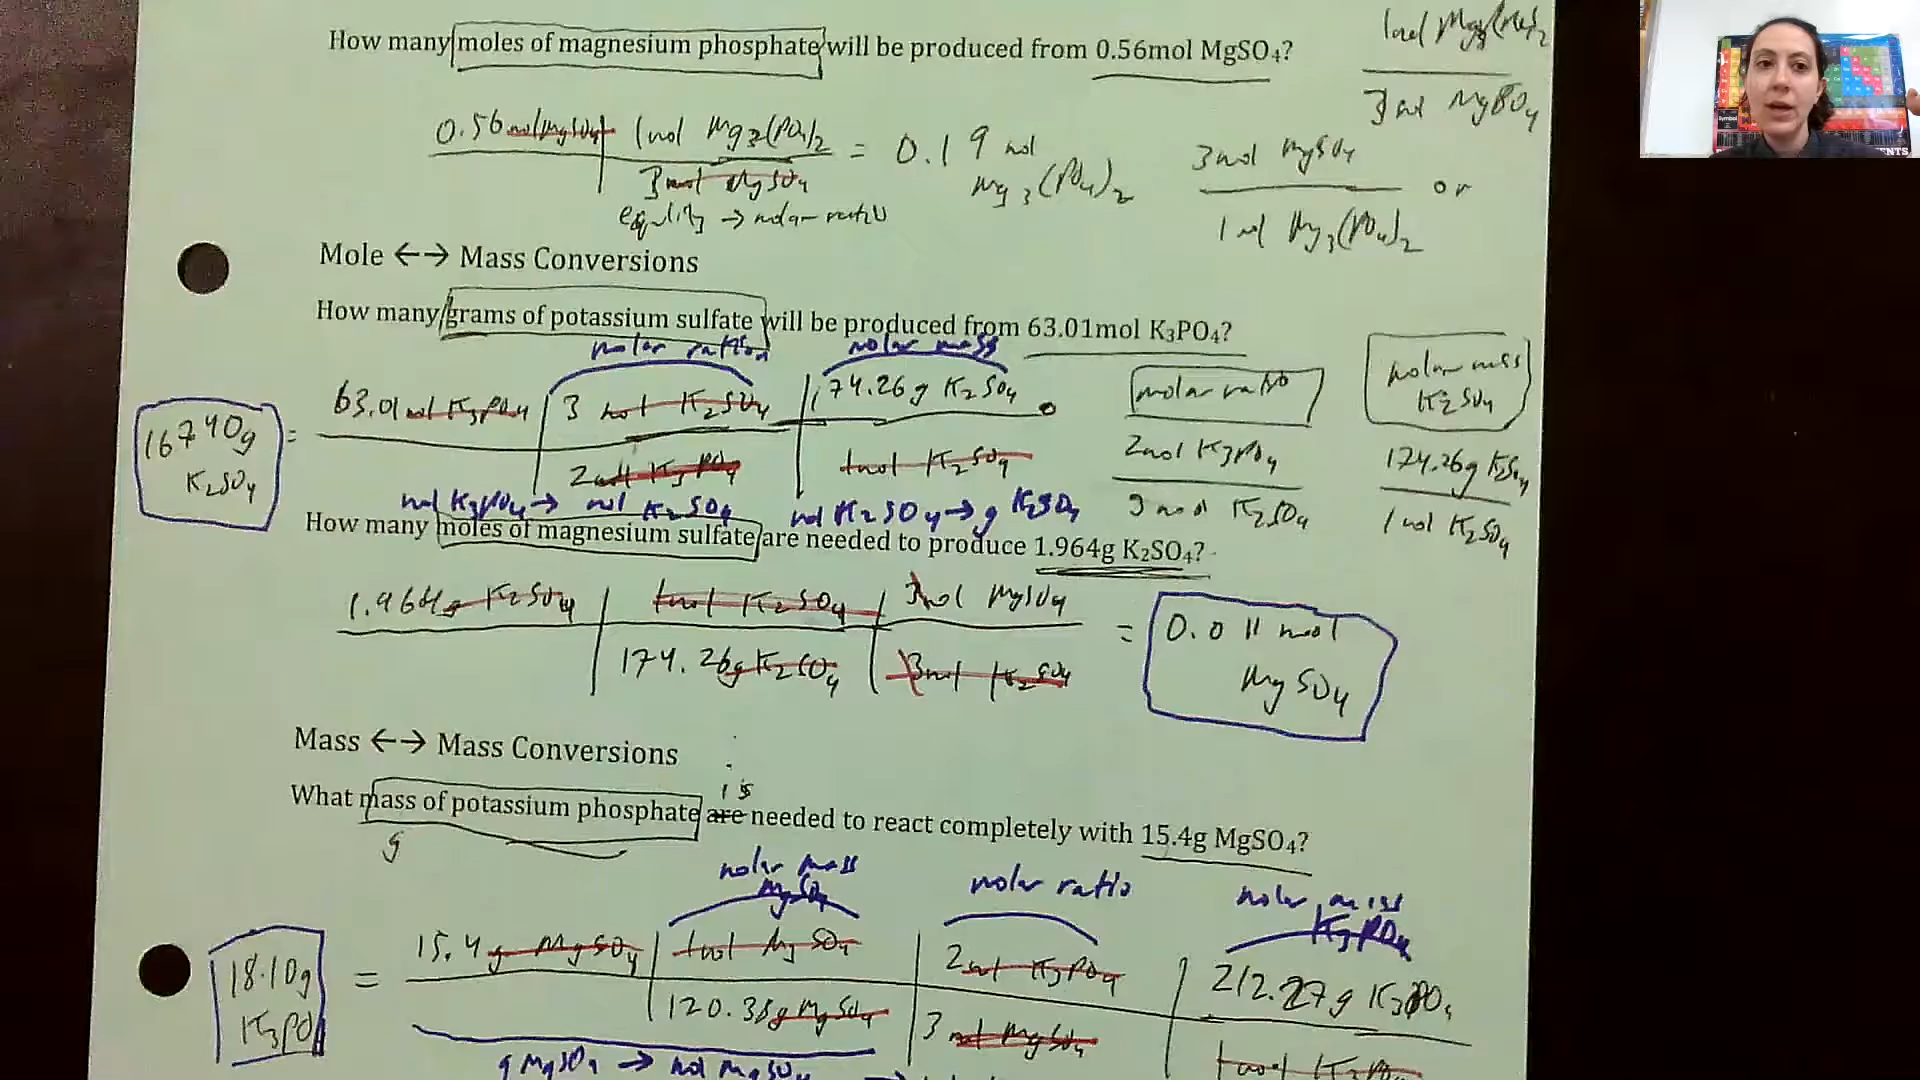 How many moles of magnesium phosphate will be produced from 0.56mol MgSO₄?
0.56 mol MgSO4 1 mol Mg3(PO4)2 = 0.19 mol
3 mol MgSO4 Mg3(PO4)2
equality → molar ratio
3 mol MgSO4 or
1 mol Mg3(PO4)2
1 mol Mg3(PO4)2
3 mol MgSO4
Mole ←→ Mass Conversions
How many grams of potassium sulfate will be produced from 63.01mol K₃PO₄?
molar ratio molar mass
63.01 mol K3PO4 3 mol K2SO4 174.26 g K2SO4
2 mol K3PO4 1 mol K2SO4
16740g =
K2SO4
molar ratio
2 mol K3PO4
3 mol K2SO4
molar mass
K2SO4
174.26g K2SO4
1 mol K2SO4
mol K3PO4 → mol K2SO4 mol K2SO4 → g K2SO4
How many moles of magnesium sulfate are needed to produce 1.964g K₂SO₄?
1.964g K2SO4 1 mol K2SO4 3 mol MgSO4 = 0.011 mol
174.26g K2SO4 3 mol K2SO4 MgSO4
Mass ←→ Mass Conversions
is
What mass of potassium phosphate are needed to react completely with 15.4g MgSO₄?
g
molar mass molar ratio molar mass
MgSO4 K3PO4
18.10g = 15.4 g MgSO4 1 mol MgSO4 2 mol K3PO4 212.27g K3PO4
K3PO4 120.38g MgSO4 3 mol MgSO4 1 mol K3PO4
g MgSO4 → mol MgSO4 →
Symbol
ENTS